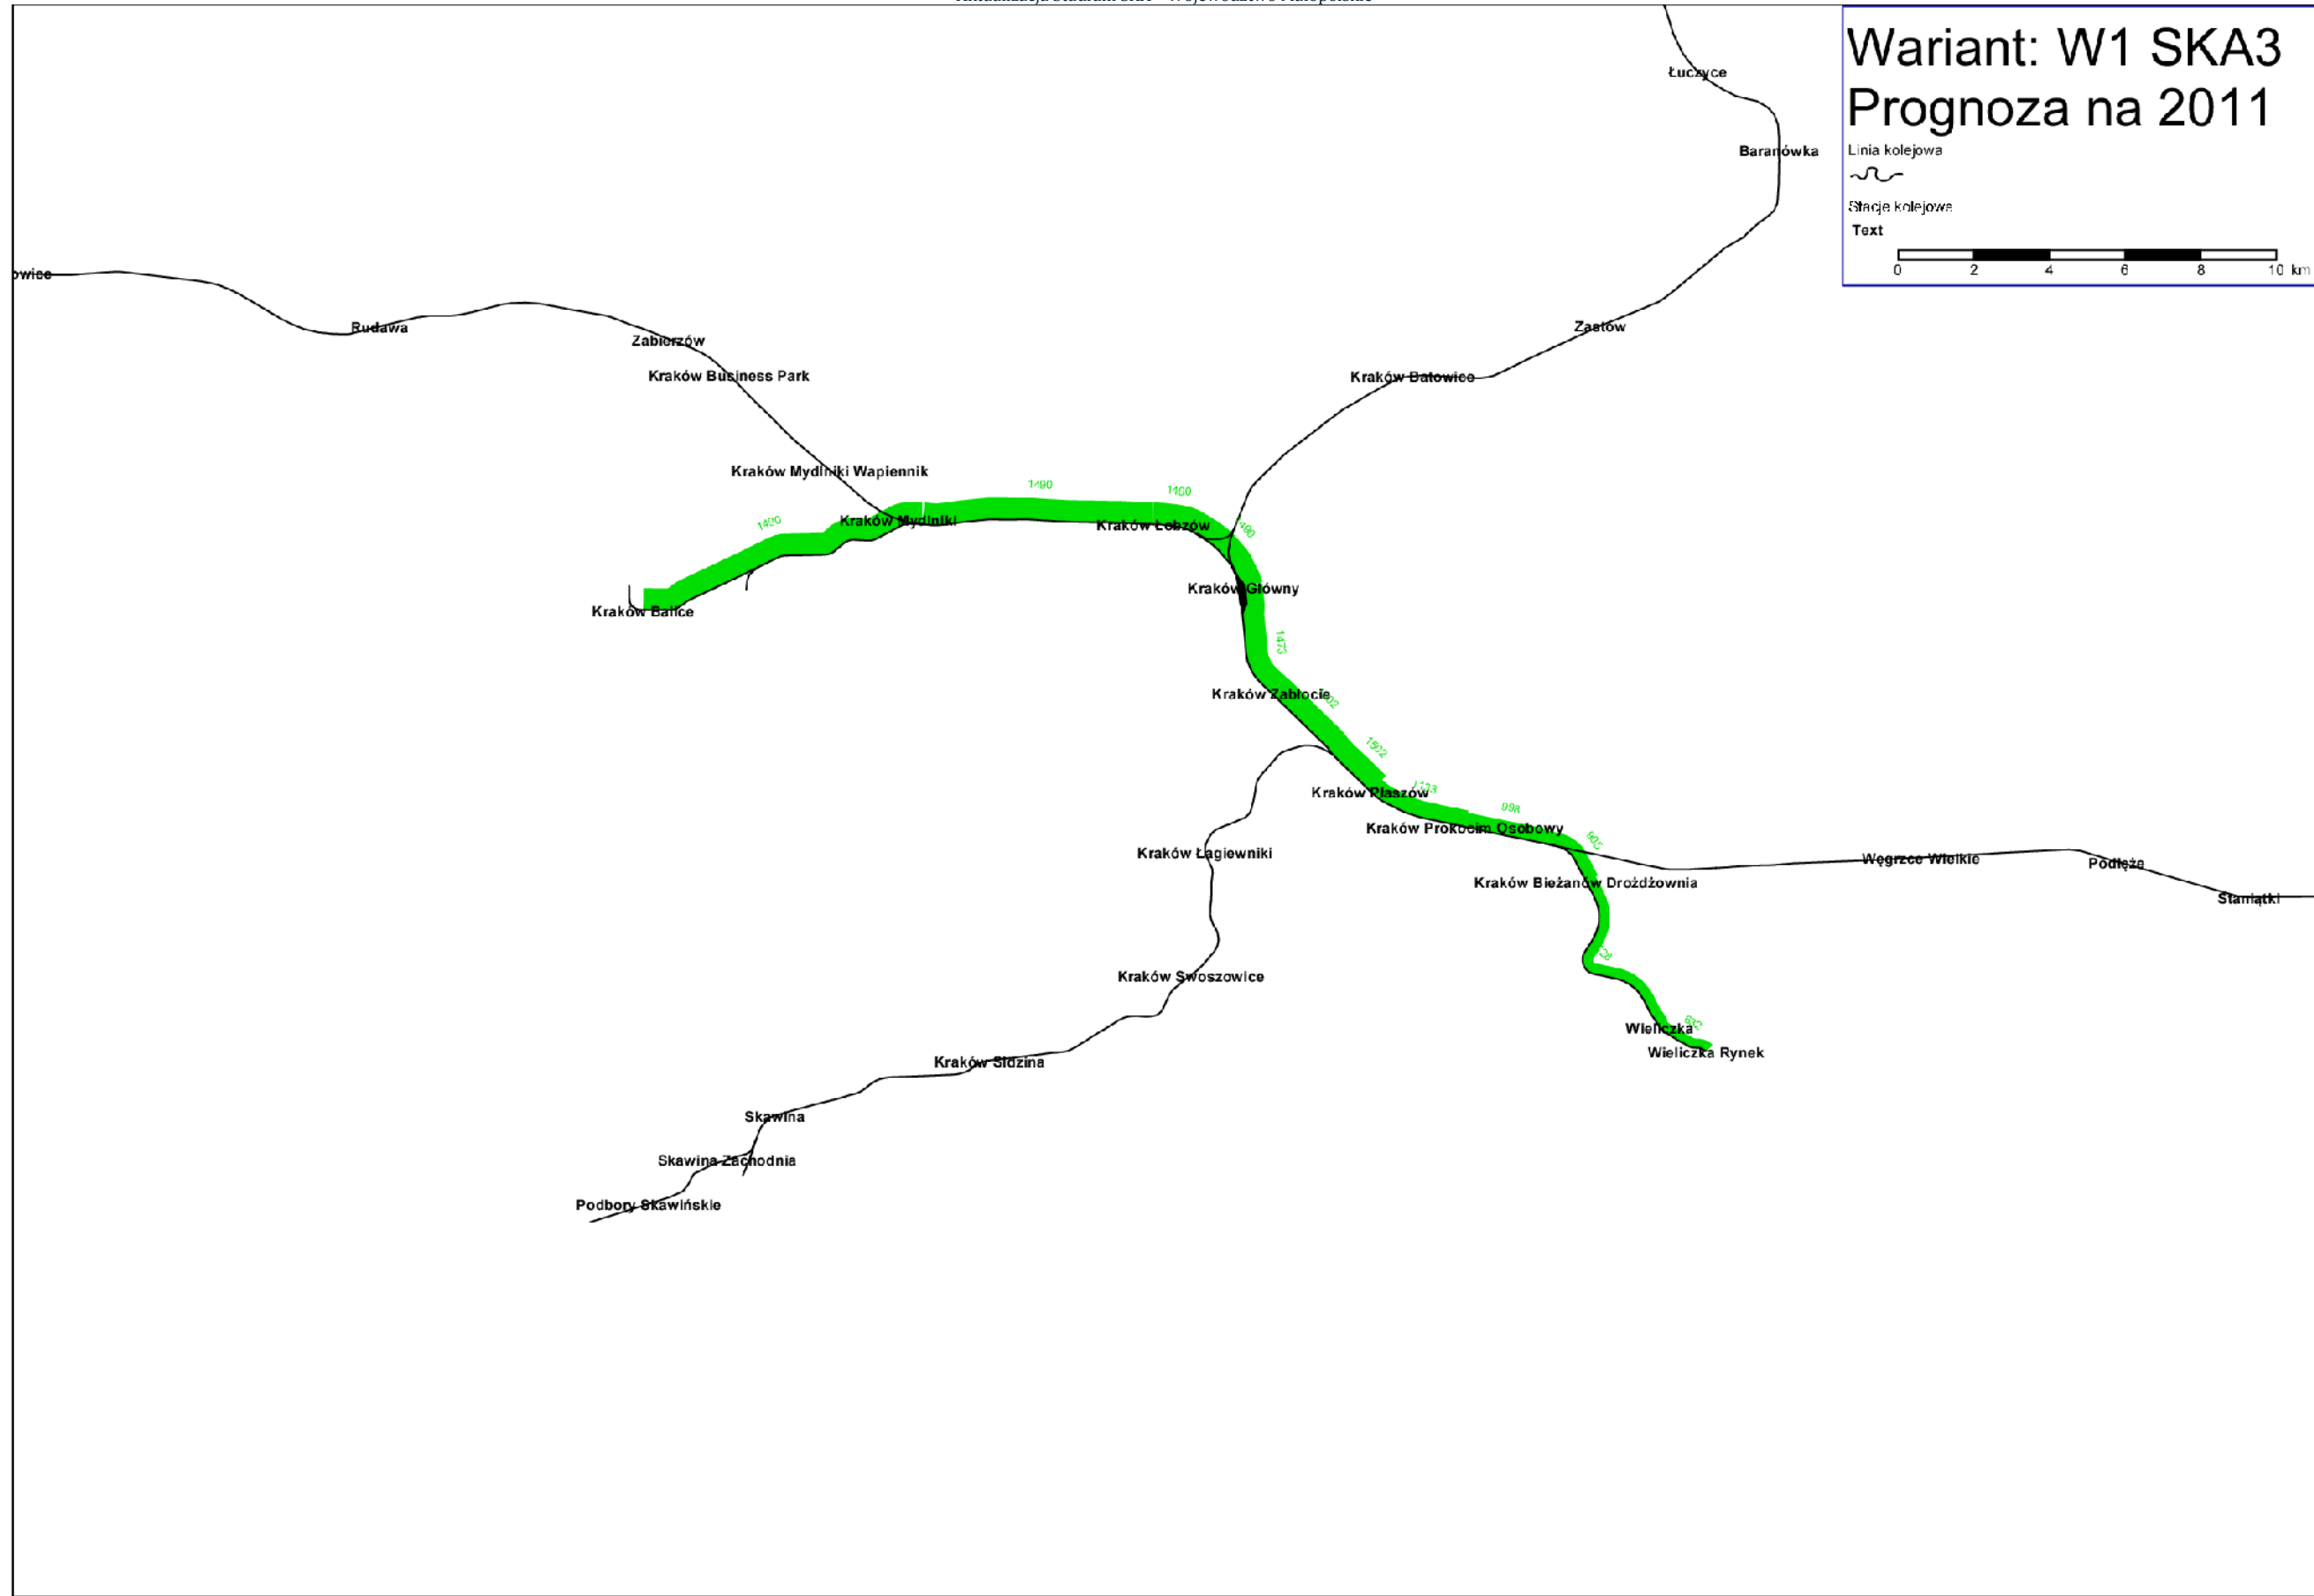 Wariant: W1 SKA3
Prognoza na 2011
Linia kolejowa
Stacje kolejowe
Text
0 2 4 6 8 10 km
Łuczyce
Baranówka
Rudawa
Zabierzów
Kraków Business Park
Zastów
Kraków Batowice
Kraków Mydlniki Wapiennik
1490
Kraków Mydlniki
Kraków Łobzów
Kraków Główny
Kraków Balice
1473
Kraków Zabłocie
1502
Kraków Płaszów
998
Kraków Prokocim Osobowy
905
Kraków Łagiewniki
Węgrzce Wielkie
Podłęże
Kraków Bieżanów Drożdżownia
Staniątki
Kraków Swoszowice
Wieliczka
Wieliczka Rynek
Kraków Sidzina
Skawina
Skawina Zachodnia
Podbory Skawińskie